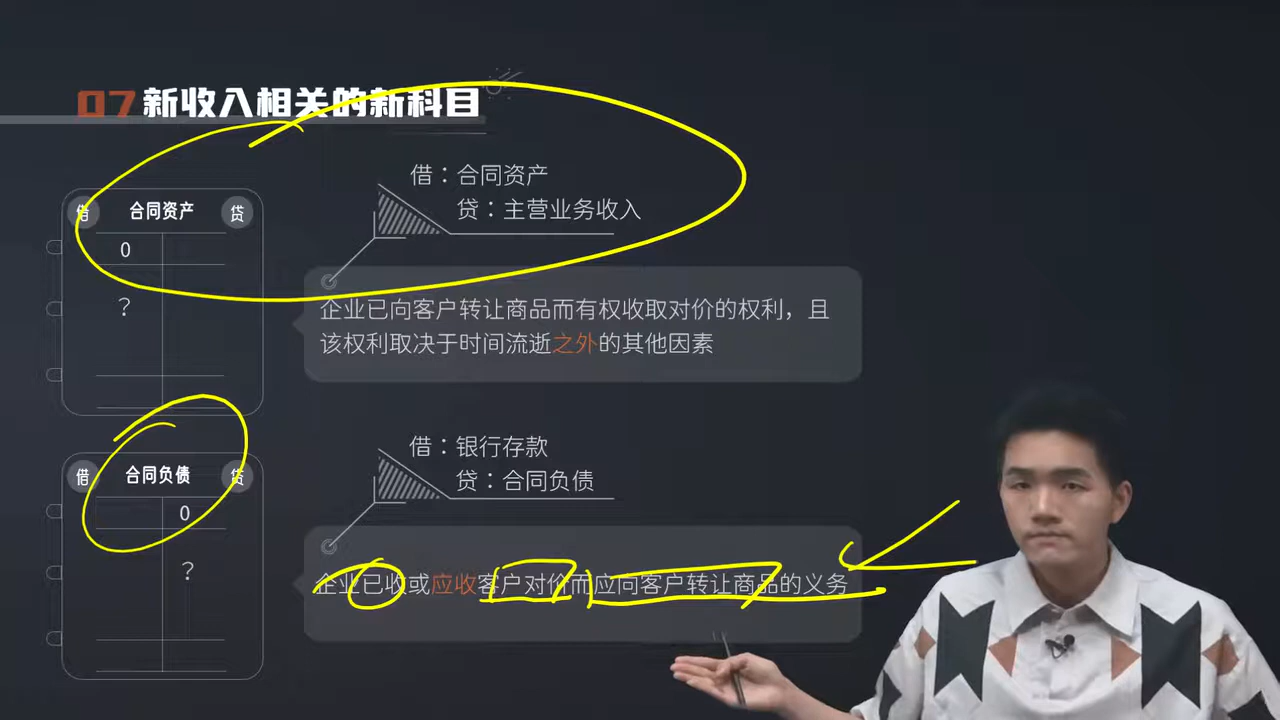 07 新收入相关的新科目
借：合同资产
贷：主营业务收入
借 合同资产 贷
0
？
企业已向客户转让商品而有权收取对价的权利，且
该权利取决于时间流逝之外的其他因素
借：银行存款
贷：合同负债
借 合同负债 贷
0
？
企业已收或应收客户对价而应向客户转让商品的义务